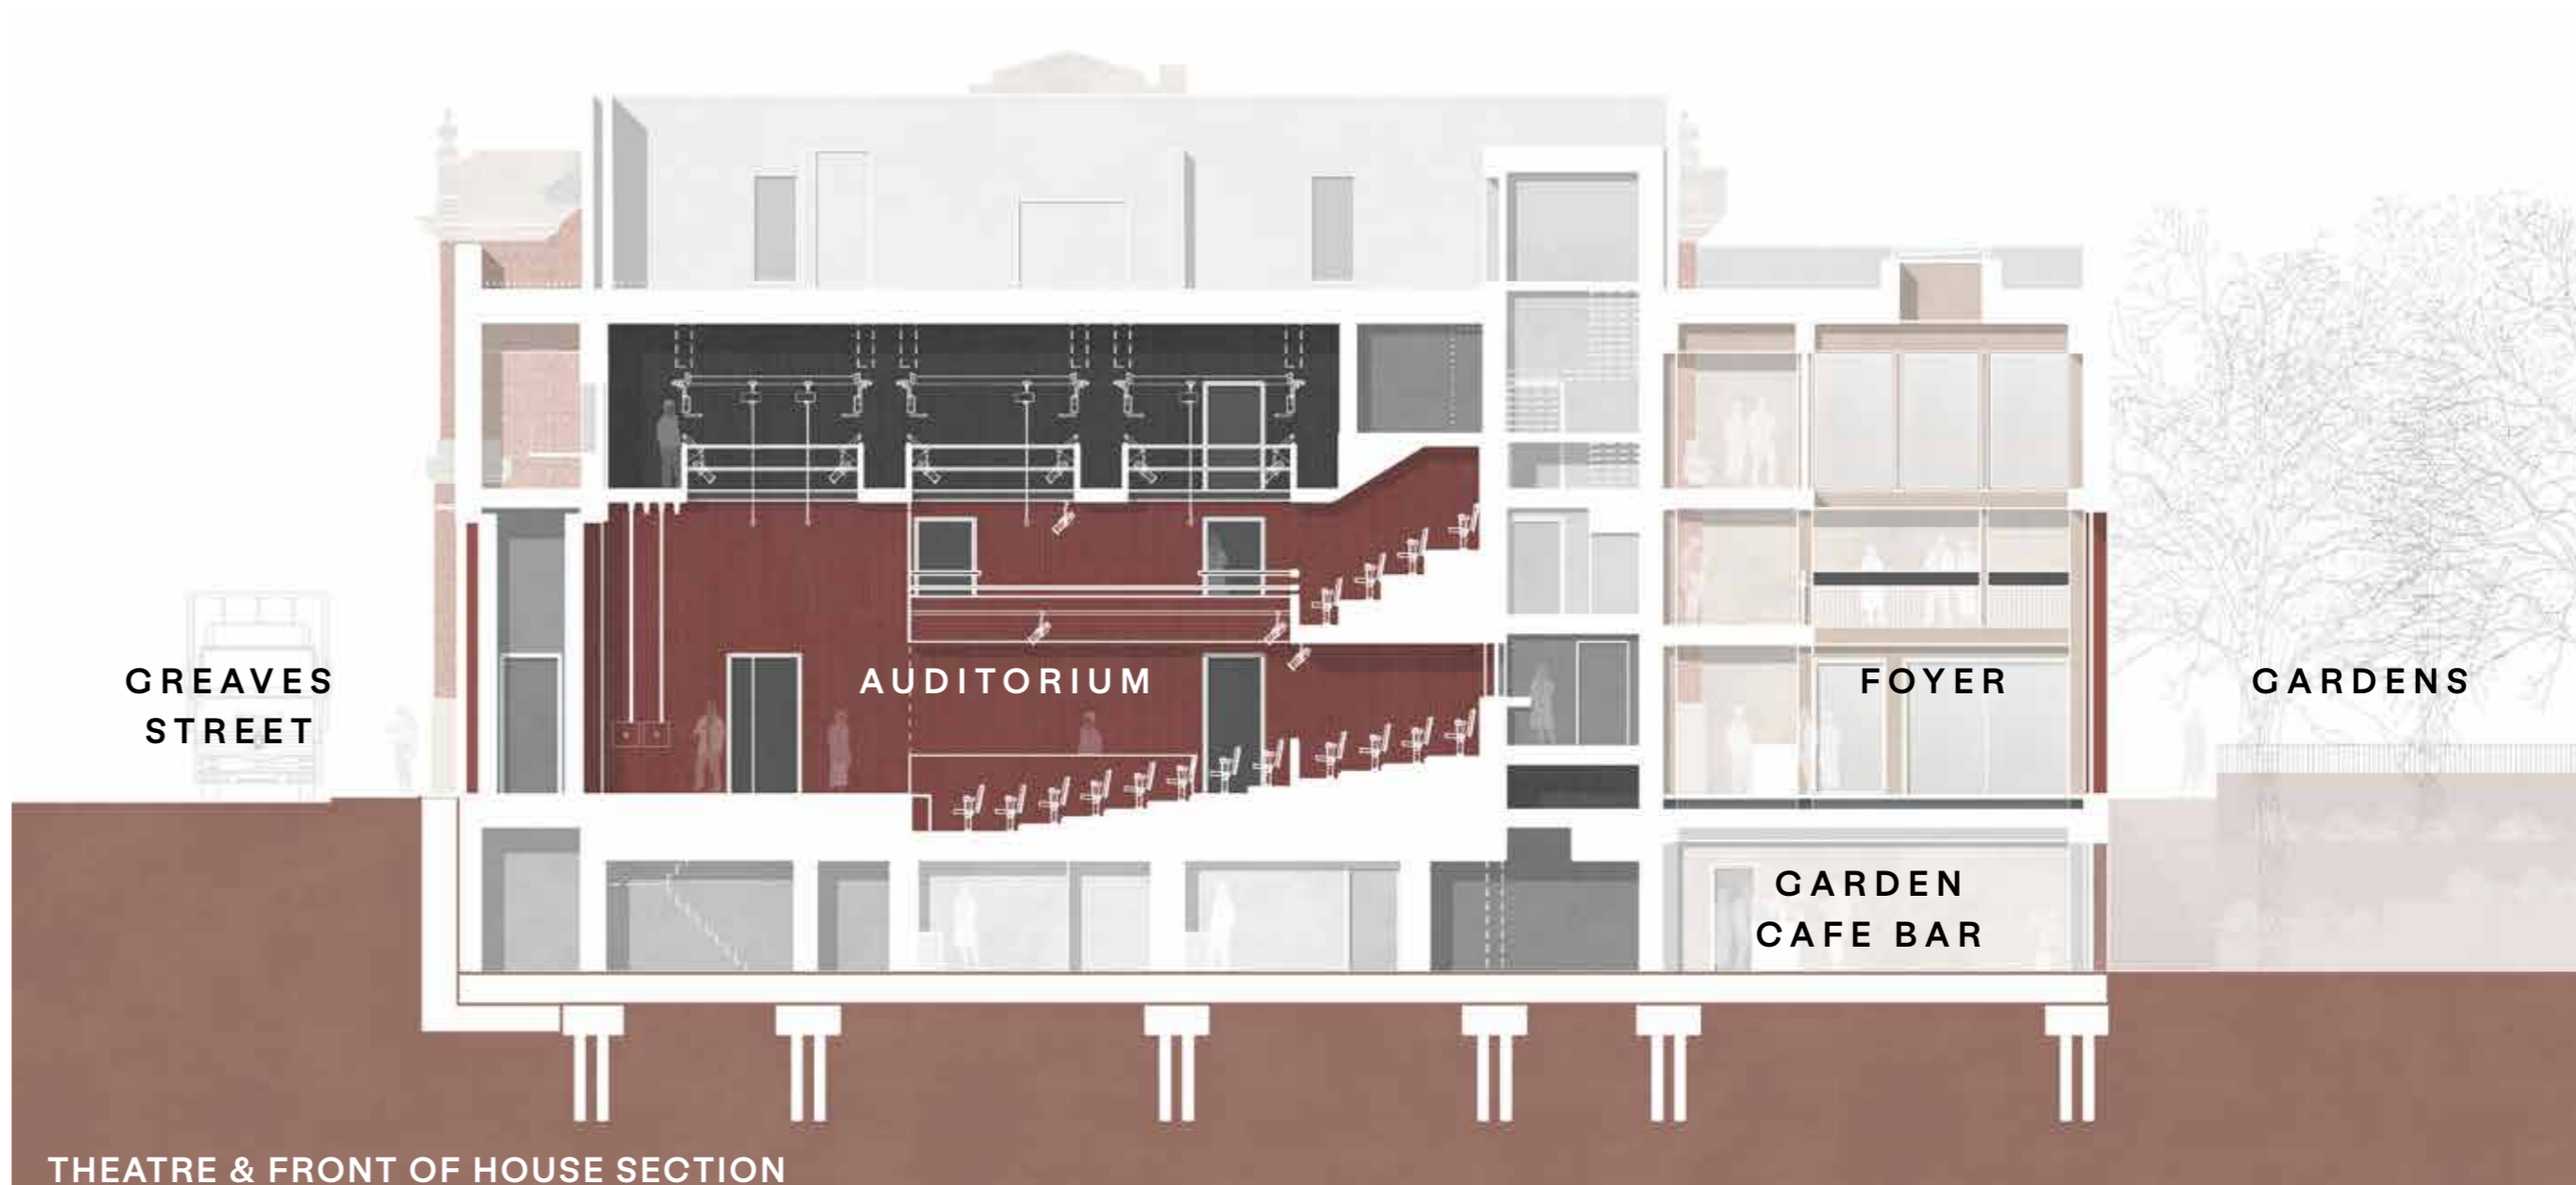 GREAVES
STREET
AUDITORIUM
FOYER
GARDENS
GARDEN
CAFE BAR
THEATRE & FRONT OF HOUSE SECTION